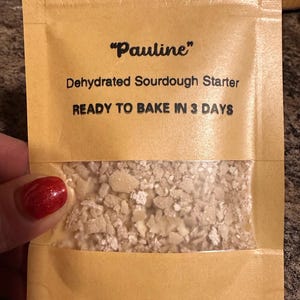 "Pauline"
Dehydrated Sourdough Starter
READY TO BAKE IN 3 DAYS